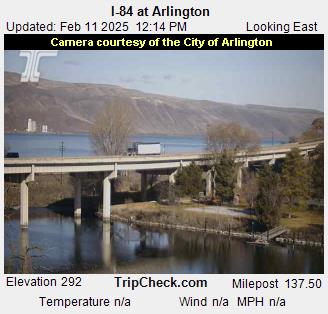 I-84 at Arlington
Updated: Feb 11 2025 12:14 PM Looking East
Camera courtesy of the City of Arlington
Elevation 292 TripCheck.com Milepost 137.50
Temperature n/a Wind n/a MPH n/a